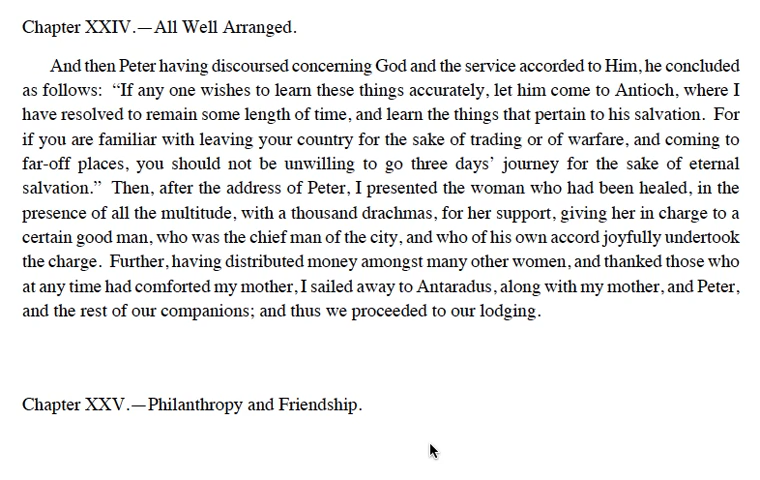 Chapter XXIV.—All Well Arranged.
And then Peter having discoursed concerning God and the service accorded to Him, he concluded
as follows: “If any one wishes to learn these things accurately, let him come to Antioch, where I
have resolved to remain some length of time, and learn the things that pertain to his salvation. For
if you are familiar with leaving your country for the sake of trading or of warfare, and coming to
far-off places, you should not be unwilling to go three days’ journey for the sake of eternal
salvation.” Then, after the address of Peter, I presented the woman who had been healed, in the
presence of all the multitude, with a thousand drachmas, for her support, giving her in charge to a
certain good man, who was the chief man of the city, and who of his own accord joyfully undertook
the charge. Further, having distributed money amongst many other women, and thanked those who
at any time had comforted my mother, I sailed away to Antaradus, along with my mother, and Peter,
and the rest of our companions; and thus we proceeded to our lodging.
Chapter XXV.—Philanthropy and Friendship.